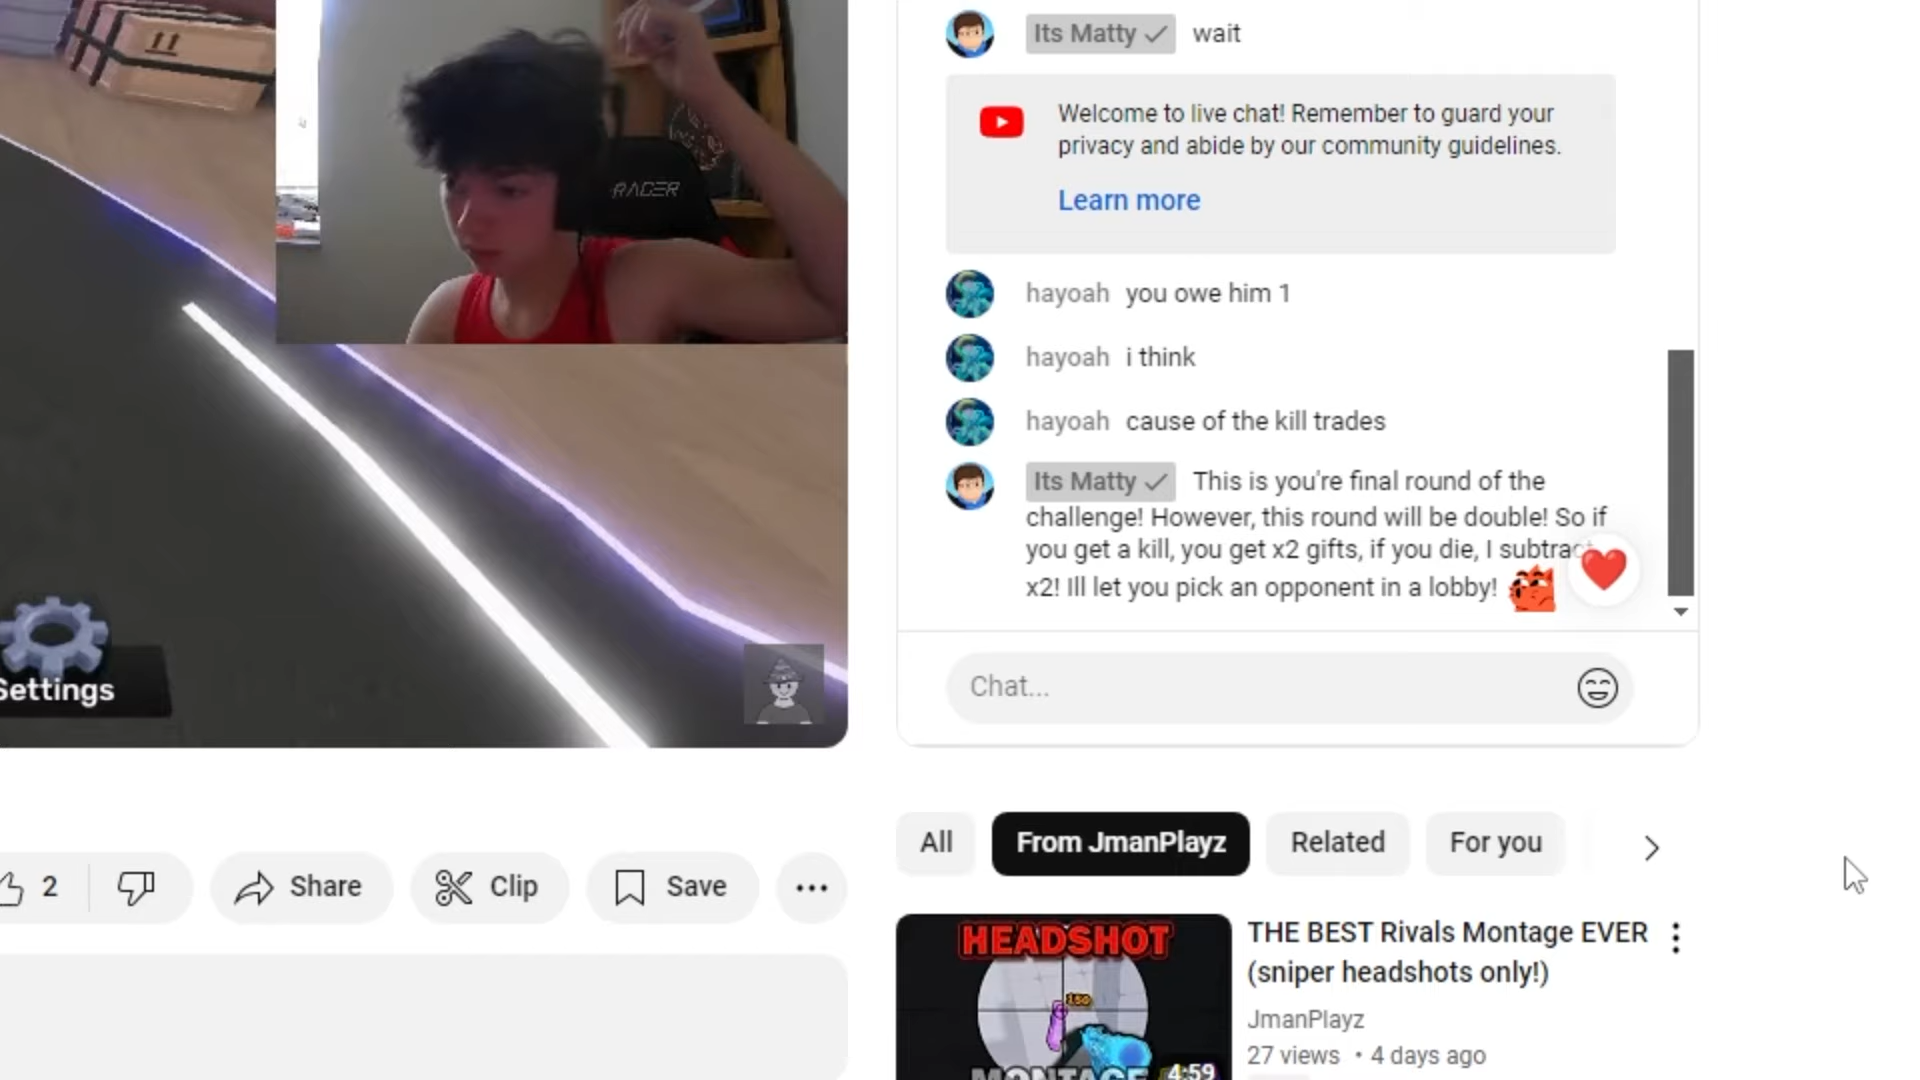 Its Matty wait
Welcome to live chat! Remember to guard your
privacy and abide by our community guidelines.
Learn more
RACER
hayoah you owe him 1
hayoah i think
hayoah cause of the kill trades
Its Matty This is you're final round of the
challenge! However, this round will be double! So if
you get a kill, you get x2 gifts, if you die, I subtract
x2! Ill let you pick an opponent in a lobby!
Settings
Chat...
All
From JmanPlayz
Related
For you
2
Share
Clip
Save
HEADSHOT
150
MONTAGE
4:59
THE BEST Rivals Montage EVER
(sniper headshots only!)
JmanPlayz
27 views • 4 days ago